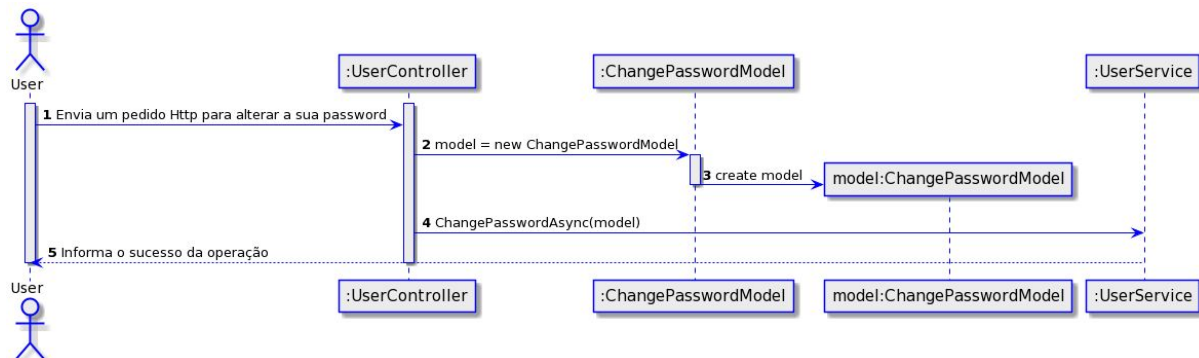 User
:UserController
:ChangePasswordModel
:UserService
1 Envia um pedido Http para alterar a sua password
2 model = new ChangePasswordModel
3 create model
model:ChangePasswordModel
4 ChangePasswordAsync(model)
5 Informa o sucesso da operação
User
:UserController
:ChangePasswordModel
model:ChangePasswordModel
:UserService